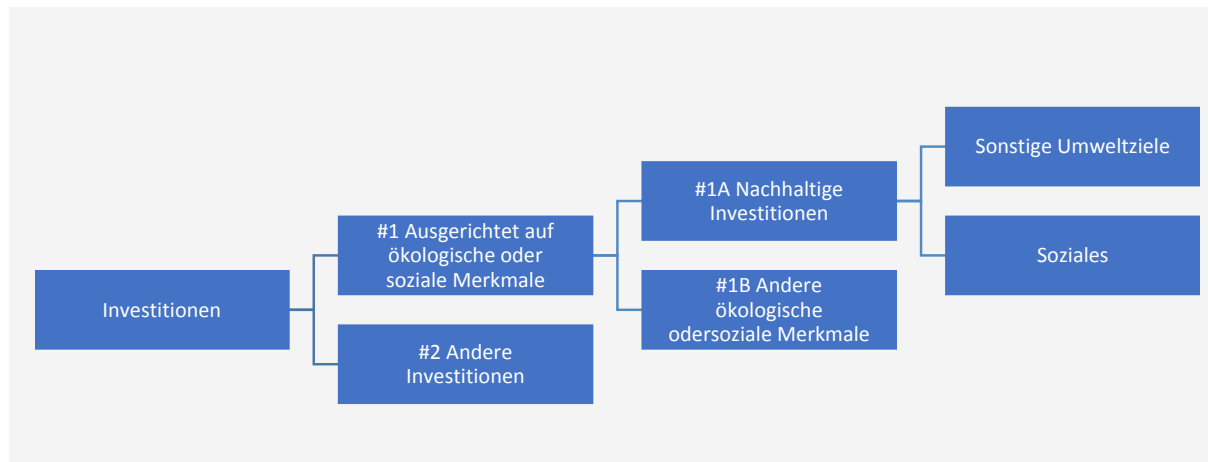 Investitionen
#1 Ausgerichtet auf
ökologische oder
soziale Merkmale
#2 Andere
Investitionen
#1A Nachhaltige
Investitionen
#1B Andere
ökologische
odersoziale Merkmale
Sonstige Umweltziele
Soziales